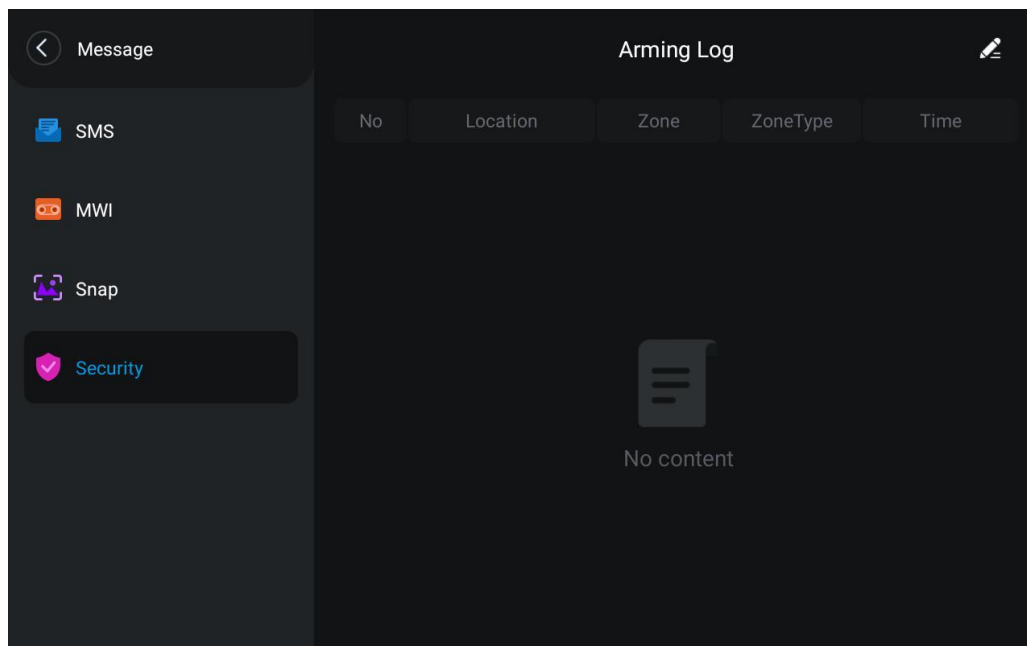 Message
Arming Log
SMS
MWI
Snap
Security
No Location Zone ZoneType Time
No content